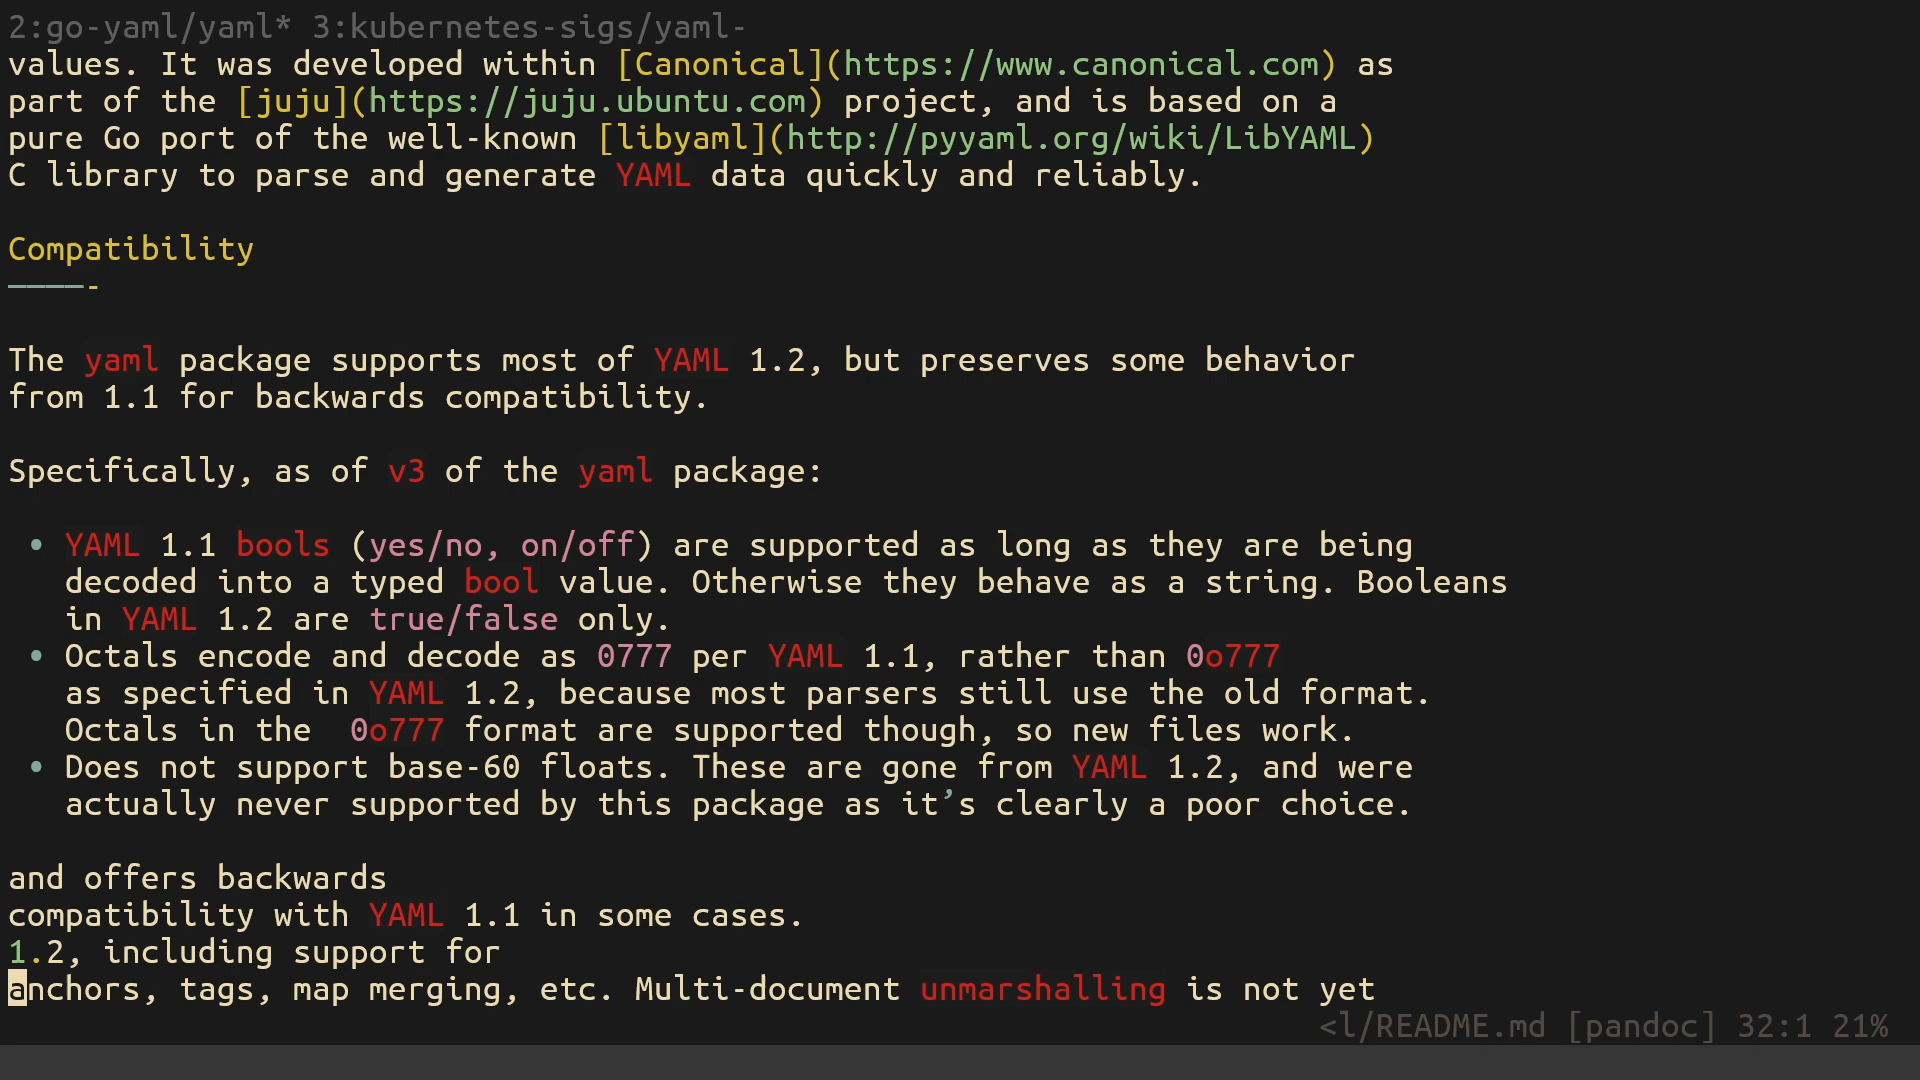 2:go-yaml/yaml* 3:kubernetes-sigs/yaml-
values. It was developed within [Canonical](https://www.canonical.com) as
part of the [juju](https://juju.ubuntu.com) project, and is based on a
pure Go port of the well-known [libyaml](http://pyyaml.org/wiki/LibYAML)
C library to parse and generate YAML data quickly and reliably.
Compatibility
————-
The yaml package supports most of YAML 1.2, but preserves some behavior
from 1.1 for backwards compatibility.
Specifically, as of v3 of the yaml package:
• YAML 1.1 bools (yes/no, on/off) are supported as long as they are being
decoded into a typed bool value. Otherwise they behave as a string. Booleans
in YAML 1.2 are true/false only.
• Octals encode and decode as 0777 per YAML 1.1, rather than 0o777
as specified in YAML 1.2, because most parsers still use the old format.
Octals in the  0o777 format are supported though, so new files work.
• Does not support base-60 floats. These are gone from YAML 1.2, and were
actually never supported by this package as it’s clearly a poor choice.
and offers backwards
compatibility with YAML 1.1 in some cases.
1.2, including support for
anchors, tags, map merging, etc. Multi-document unmarshalling is not yet
<l/README.md [pandoc] 32:1 21%